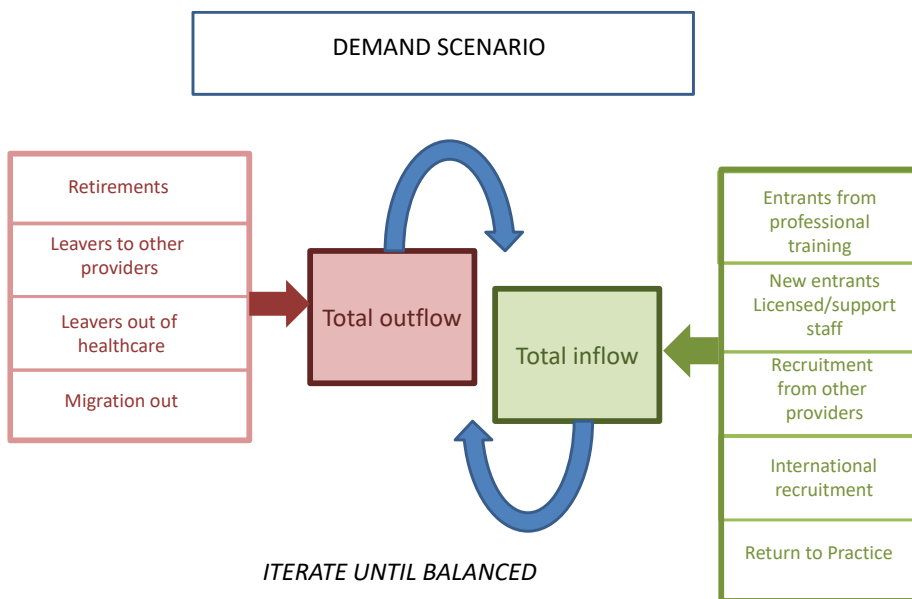 DEMAND SCENARIO
Retirements
Leavers to other
providers
Leavers out of
healthcare
Migration out
Total outflow
Total inflow
Entrants from
professional
training
New entrants
Licensed/support
staff
Recruitment
from other
providers
International
recruitment
Return to Practice
ITERATE UNTIL BALANCED